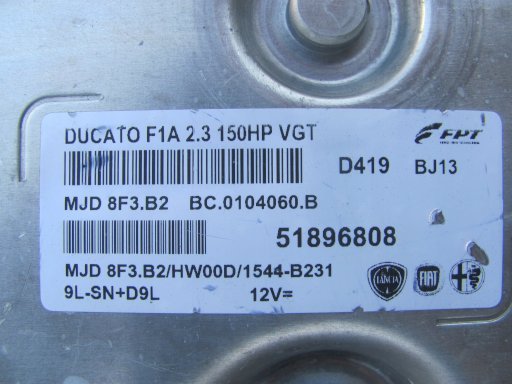 DUCATO F1A 2.3 150HP VGT
FPT
D419 BJ13
MJD 8F3.B2 BC.0104060.B
51896808
MJD 8F3.B2/HW00D/1544-B231
9L-SN+D9L 12V=
LANCIA FIAT